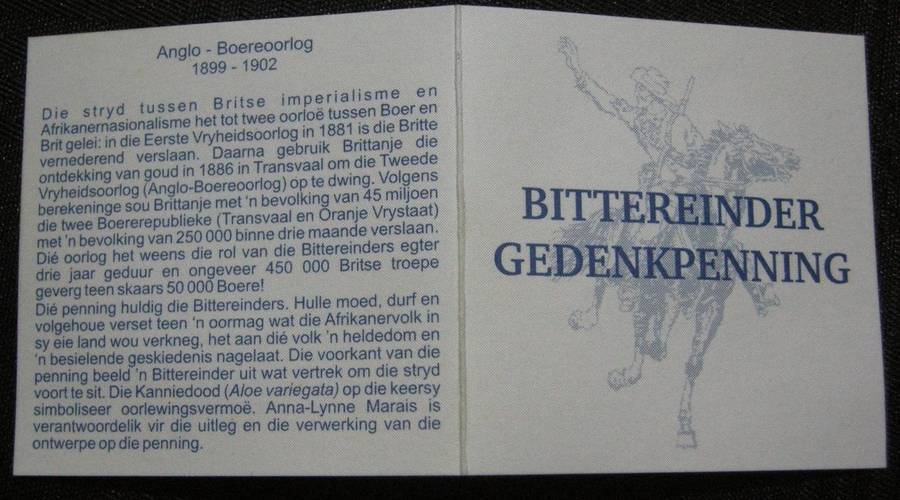 Anglo - Boereoorlog
1899 - 1902
Die stryd tussen Britse imperialisme en
Afrikanernasionalisme het tot twee oorloë tussen Boer en
Brit gelei: in die Eerste Vryheidsoorlog in 1881 is die Britte
vernederend verslaan. Daarna gebruik Brittanje die
ontdekking van goud in 1886 in Transvaal om die Tweede
Vryheidsoorlog (Anglo-Boereoorlog) op te dwing. Volgens
berekeninge sou Brittanje met 'n bevolking van 45 miljoen
die twee Boererepublieke (Transvaal en Oranje Vrystaat)
met 'n bevolking van 250 000 binne drie maande verslaan.
Dié oorlog het weens die rol van die Bittereinders egter
drie jaar geduur en ongeveer 450 000 Britse troepe
geverg teen skaars 50 000 Boere!
Dié penning huldig die Bittereinders. Hulle moed, durf en
volgehoue verset teen 'n oormag wat die Afrikanervolk in
sy eie land wou verkneg, het aan dié volk 'n heldedom en
'n besielende geskiedenis nagelaat. Die voorkant van die
penning beeld 'n Bittereinder uit wat vertrek om die stryd
voort te sit. Die Kanniedood (Aloe variegata) op die keersy
simboliseer oorlewingsvermoë. Anna-Lynne Marais is
verantwoordelik vir die uitleg en die verwerking van die
ontwerpe op die penning.
BITTEREINDER
GEDENKPENNING